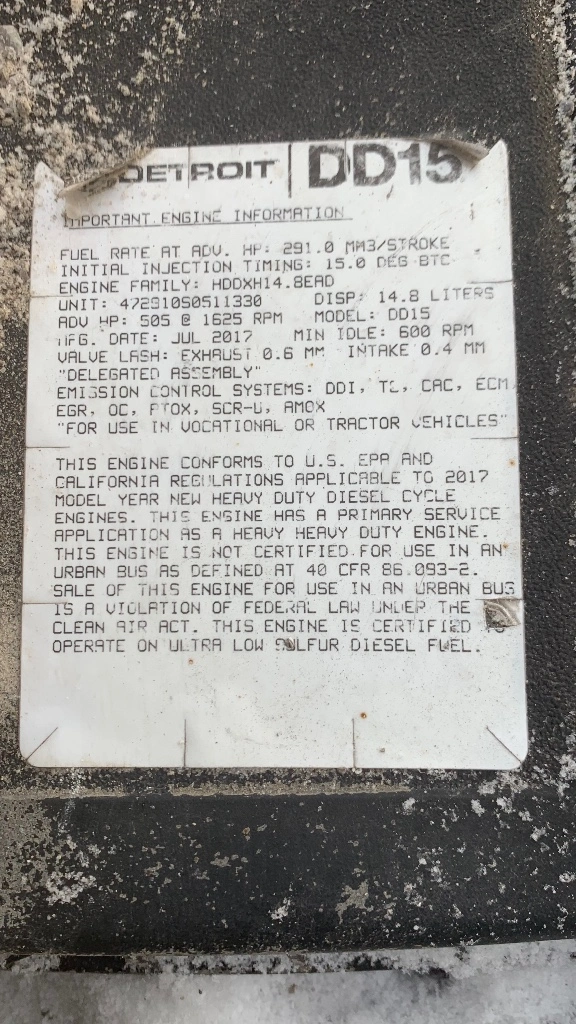 DETROIT DD15
IMPORTANT ENGINE INFORMATION
FUEL RATE AT ADV. HP: 291.0 MM3/STROKE
INITIAL INJECTION TIMING: 15.0 DEG BTC
ENGINE FAMILY: HDDXH14.8EAD
UNIT: 472910S0511330 DISP: 14.8 LITERS
ADV HP: 505 @ 1625 RPM MODEL: DD15
MFG. DATE: JUL 2017 MIN IDLE: 600 RPM
VALVE LASH: EXHAUST 0.6 MM INTAKE 0.4 MM
"DELEGATED ASSEMBLY"
EMISSION CONTROL SYSTEMS: DDI, TC, CAC, ECM,
EGR, OC, PTOX, SCR-U, AMOX
"FOR USE IN VOCATIONAL OR TRACTOR VEHICLES"
THIS ENGINE CONFORMS TO U.S. EPA AND
CALIFORNIA REGULATIONS APPLICABLE TO 2017
MODEL YEAR NEW HEAVY DUTY DIESEL CYCLE
ENGINES. THIS ENGINE HAS A PRIMARY SERVICE
APPLICATION AS A HEAVY HEAVY DUTY ENGINE.
THIS ENGINE IS NOT CERTIFIED FOR USE IN AN
URBAN BUS AS DEFINED AT 40 CFR 86.093-2.
SALE OF THIS ENGINE FOR USE IN AN URBAN BUS
IS A VIOLATION OF FEDERAL LAW UNDER THE
CLEAN AIR ACT. THIS ENGINE IS CERTIFIED TO
OPERATE ON ULTRA LOW SULFUR DIESEL FUEL.